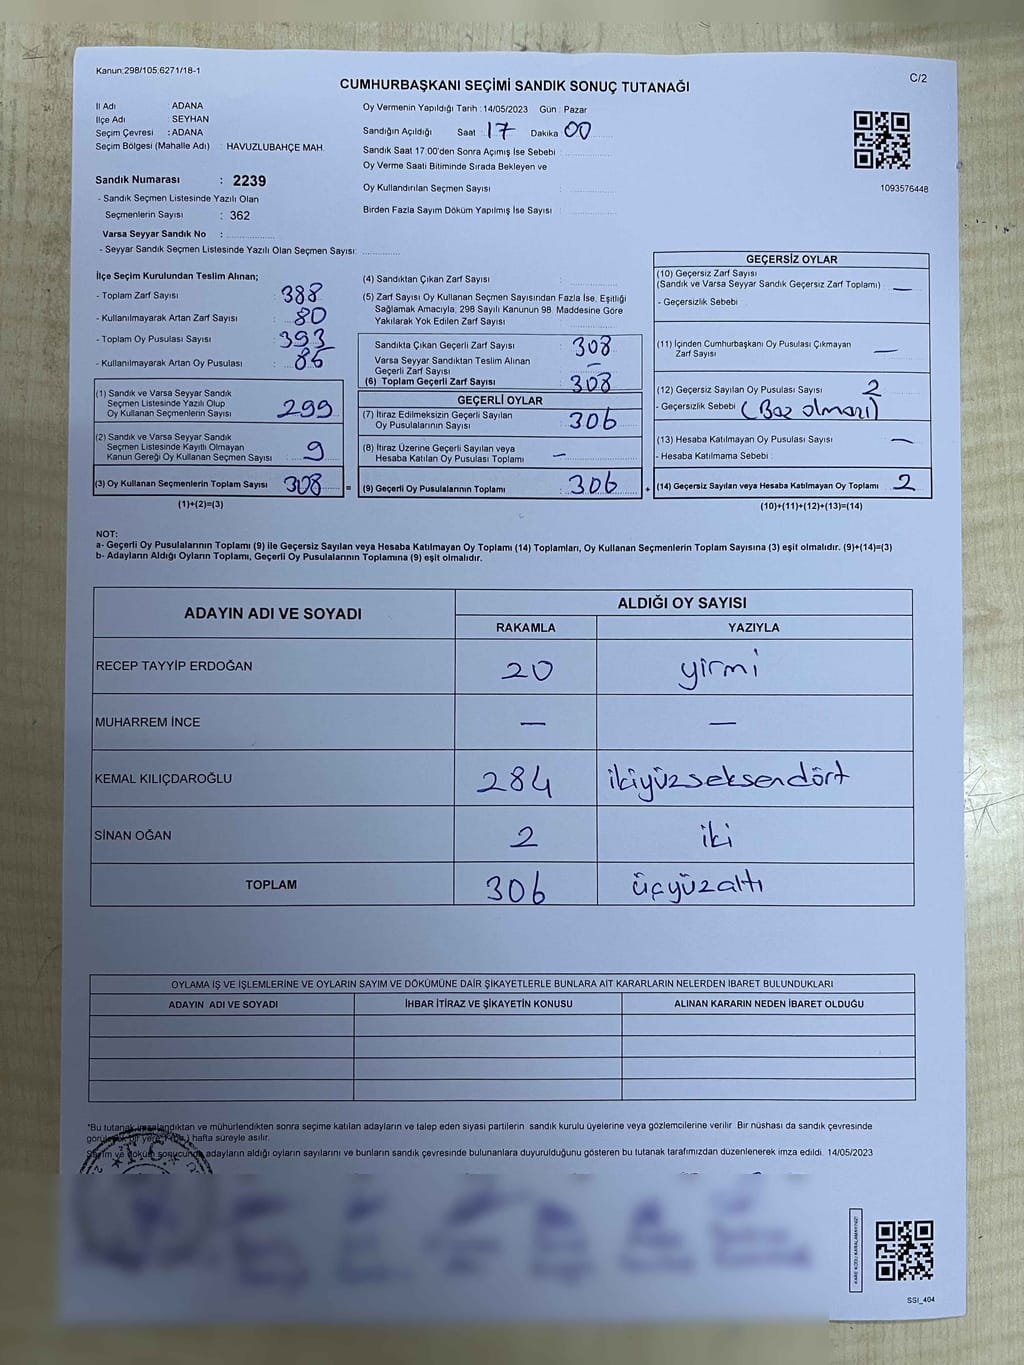 Kanun:298/105.6271/18-1
C/2
CUMHURBAŞKANI SEÇİMİ SANDIK SONUÇ TUTANAĞI
İl Adı : ADANA
İlçe Adı : SEYHAN
Seçim Çevresi : ADANA
Seçim Bölgesi (Mahalle Adı) : HAVUZLUBAHÇE MAH.
Sandık Numarası : 2239
- Sandık Seçmen Listesinde Yazılı Olan
Seçmenlerin Sayısı : 362
Varsa Seyyar Sandık No :
- Seyyar Sandık Seçmen Listesinde Yazılı Olan Seçmen Sayısı:
Oy Vermenin Yapıldığı Tarih :14/05/2023 Gün : Pazar
Sandığın Açıldığı Saat : 17 Dakika 00
Sandık Saat 17.00'den Sonra Açımış İse Sebebi :
Oy Verme Saati Bitiminde Sırada Bekleyen ve
Oy Kullandırılan Seçmen Sayısı :
Birden Fazla Sayım Döküm Yapılmış İse Sayısı :
1093576448
İlçe Seçim Kurulundan Teslim Alınan;
- Toplam Zarf Sayısı : 388
- Kullanılmayarak Artan Zarf Sayısı : 80
- Toplam Oy Pusulası Sayısı : 393
- Kullanılmayarak Artan Oy Pusulası : 85
(1) Sandık ve Varsa Seyyar Sandık
Seçmen Listesinde Yazılı Olup
Oy Kullanan Seçmenlerin Sayısı : 299
(2) Sandık ve Varsa Seyyar Sandık
Seçmen Listesinde Kayıtlı Olmayan
Kanun Gereği Oy Kullanan Seçmen Sayısı : 9
(3) Oy Kullanan Seçmenlerin Toplam Sayısı : 308
(1)+(2)=(3)
(4) Sandıktan Çıkan Zarf Sayısı :
(5) Zarf Sayısı Oy Kullanan Seçmen Sayısından Fazla İse, Eşitliği
Sağlamak Amacıyla, 298 Sayılı Kanunun 98. Maddesine Göre
Yakılarak Yok Edilen Zarf Sayısı :
Sandıkta Çıkan Geçerli Zarf Sayısı : 308
Varsa Seyyar Sandıktan Teslim Alınan
Geçerli Zarf Sayısı : —
(6) Toplam Geçerli Zarf Sayısı : 308
GEÇERLİ OYLAR
(7) İtiraz Edilmeksizin Geçerli Sayılan
Oy Pusulalarının Sayısı : 306
(8) İtiraz Üzerine Geçerli Sayılan veya
Hesaba Katılan Oy Pusulası Toplamı : —
= (9) Geçerli Oy Pusulalarının Toplamı : 306
GEÇERSİZ OYLAR
(10) Geçersiz Zarf Sayısı
(Sandık ve Varsa Seyyar Sandık Geçersiz Zarf Toplamı) : —
- Geçersizlik Sebebi :
(11) İçinden Cumhurbaşkanı Oy Pusulası Çıkmayan
Zarf Sayısı : —
(12) Geçersiz Sayılan Oy Pusulası Sayısı : 2
- Geçersizlik Sebebi :
(13) Hesaba Katılmayan Oy Pusulası Sayısı : —
- Hesaba Katılmama Sebebi :
+ (14) Geçersiz Sayılan veya Hesaba Katılmayan Oy Toplamı : 2
(10)+(11)+(12)+(13)=(14)
NOT:
a- Geçerli Oy Pusulalarının Toplamı (9) ile Geçersiz Sayılan veya Hesaba Katılmayan Oy Toplamı (14) Toplamları, Oy Kullanan Seçmenlerin Toplam Sayısına (3) eşit olmalıdır. (9)+(14)=(3)
b- Adayların Aldığı Oyların Toplamı, Geçerli Oy Pusulalarının Toplamına (9) eşit olmalıdır.
ADAYIN ADI VE SOYADI
ALDIĞI OY SAYISI
RAKAMLA YAZIYLA
RECEP TAYYİP ERDOĞAN 20 yirmi
MUHARREM İNCE — —
KEMAL KILIÇDAROĞLU 284 ikiyüzseksendört
SİNAN OĞAN 2 iki
TOPLAM 306 üçyüzaltı
OYLAMA İŞ VE İŞLEMLERİNE VE OYLARIN SAYIM VE DÖKÜMÜNE DAİR ŞİKAYETLERLE BUNLARA AİT KARARLARIN NELERDEN İBARET BULUNDUKLARI
ADAYIN ADI VE SOYADI İHBAR İTİRAZ VE ŞİKAYETİN KONUSU ALINAN KARARIN NEDEN İBARET OLDUĞU
*Bu tutanak imzalandıktan ve mühürlendikten sonra seçime katılan adayların ve talep eden siyasi partilerin sandık kurulu üyelerine veya gözlemcilerine verilir. Bir nüshası da sandık çevresinde
hafta süreyle asılır.
Sayım ve döküm sonucunda adayların aldığı oyların sayılarını ve bunların sandık çevresinde bulunanlara duyurulduğunu gösteren bu tutanak tarafımızdan düzenlenerek imza edildi. 14/05/2023
T.C.
KARE KODU KARALAMAYINIZ!
SSI_404